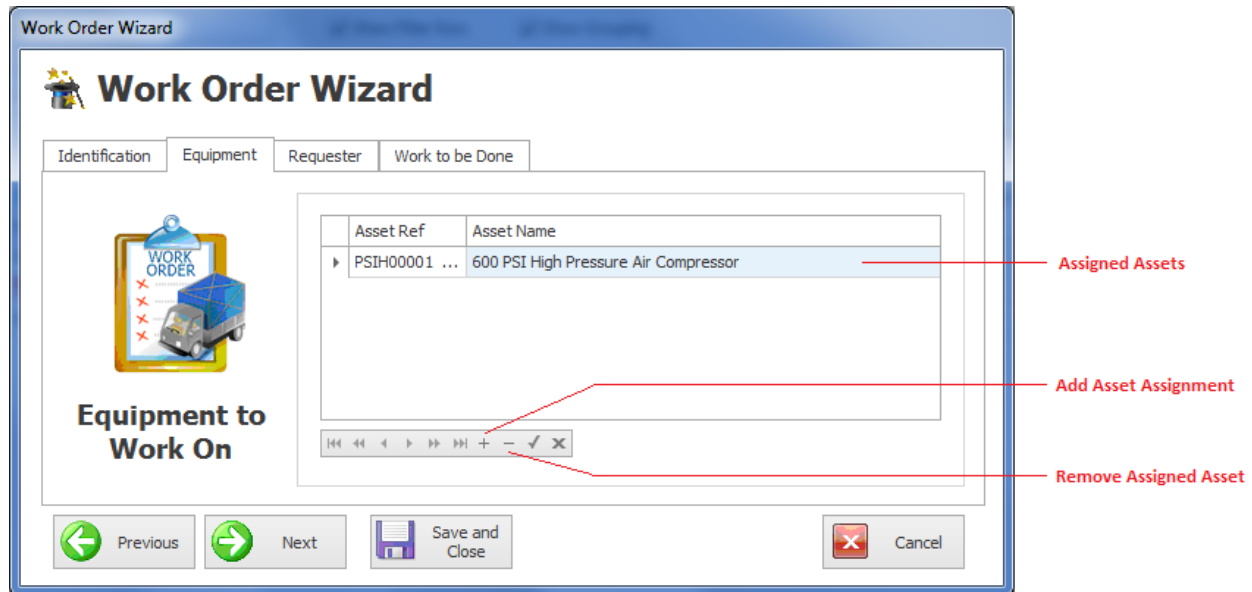 Work Order Wizard
Work Order Wizard
Identification Equipment Requester Work to be Done
WORK
ORDER
Asset Ref Asset Name
PSIH00001 ... 600 PSI High Pressure Air Compressor
Assigned Assets
Add Asset Assignment
Equipment to
Work On
Remove Assigned Asset
Previous Next Save and
Close
Cancel